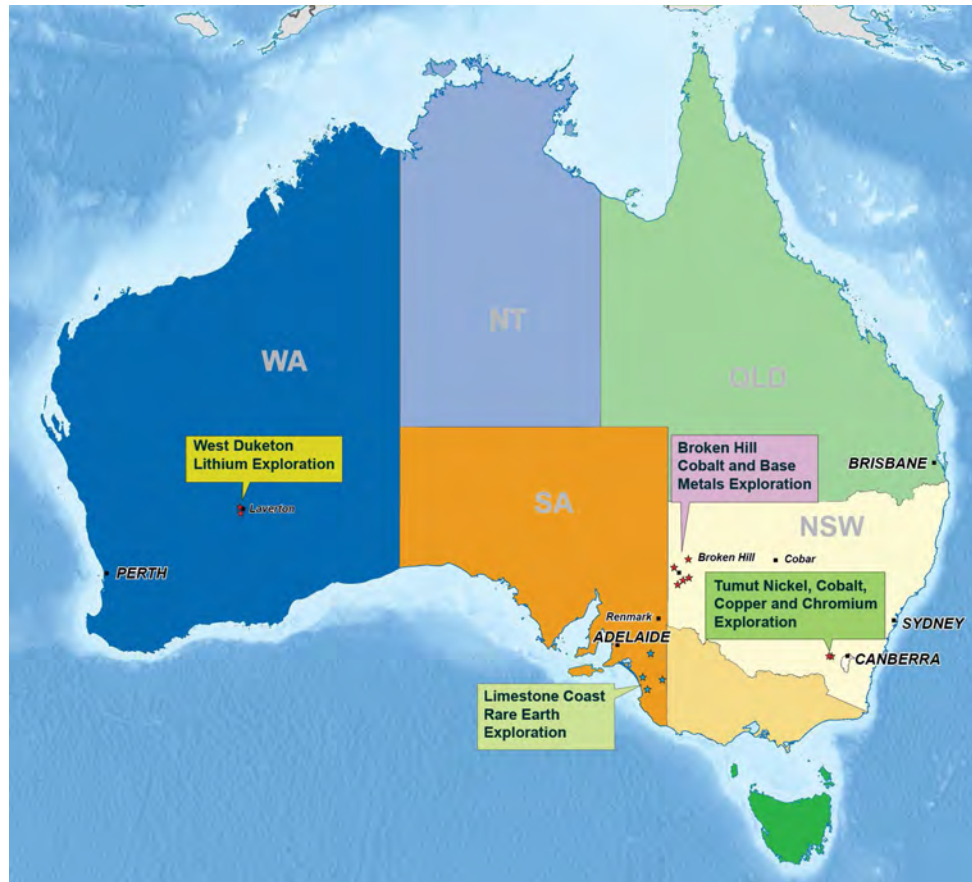 NT
WA
QLD
West Duketon
Lithium Exploration
Broken Hill
Cobalt and Base
Metals Exploration
BRISBANE
SA
Laverton
NSW
Broken Hill
Cobar
PERTH
Tumut Nickel, Cobalt,
Copper and Chromium
Exploration
Renmark
SYDNEY
ADELAIDE
CANBERRA
Limestone Coast
Rare Earth
Exploration